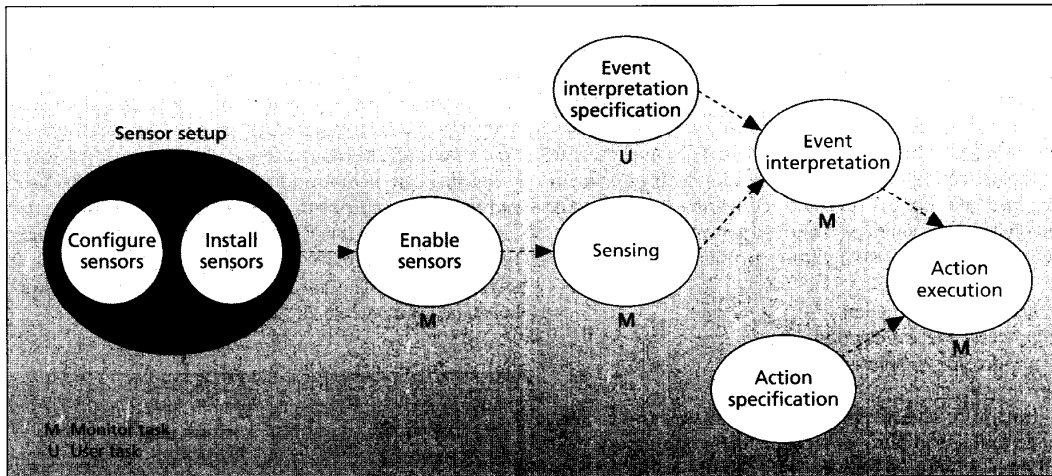 Sensor setup
Configure
sensors
Install
sensors
Enable
sensors
M
Sensing
M
Event
interpretation
specification
U
Event
interpretation
M
Action
execution
M
Action
specification
U
M Monitor task
U User task